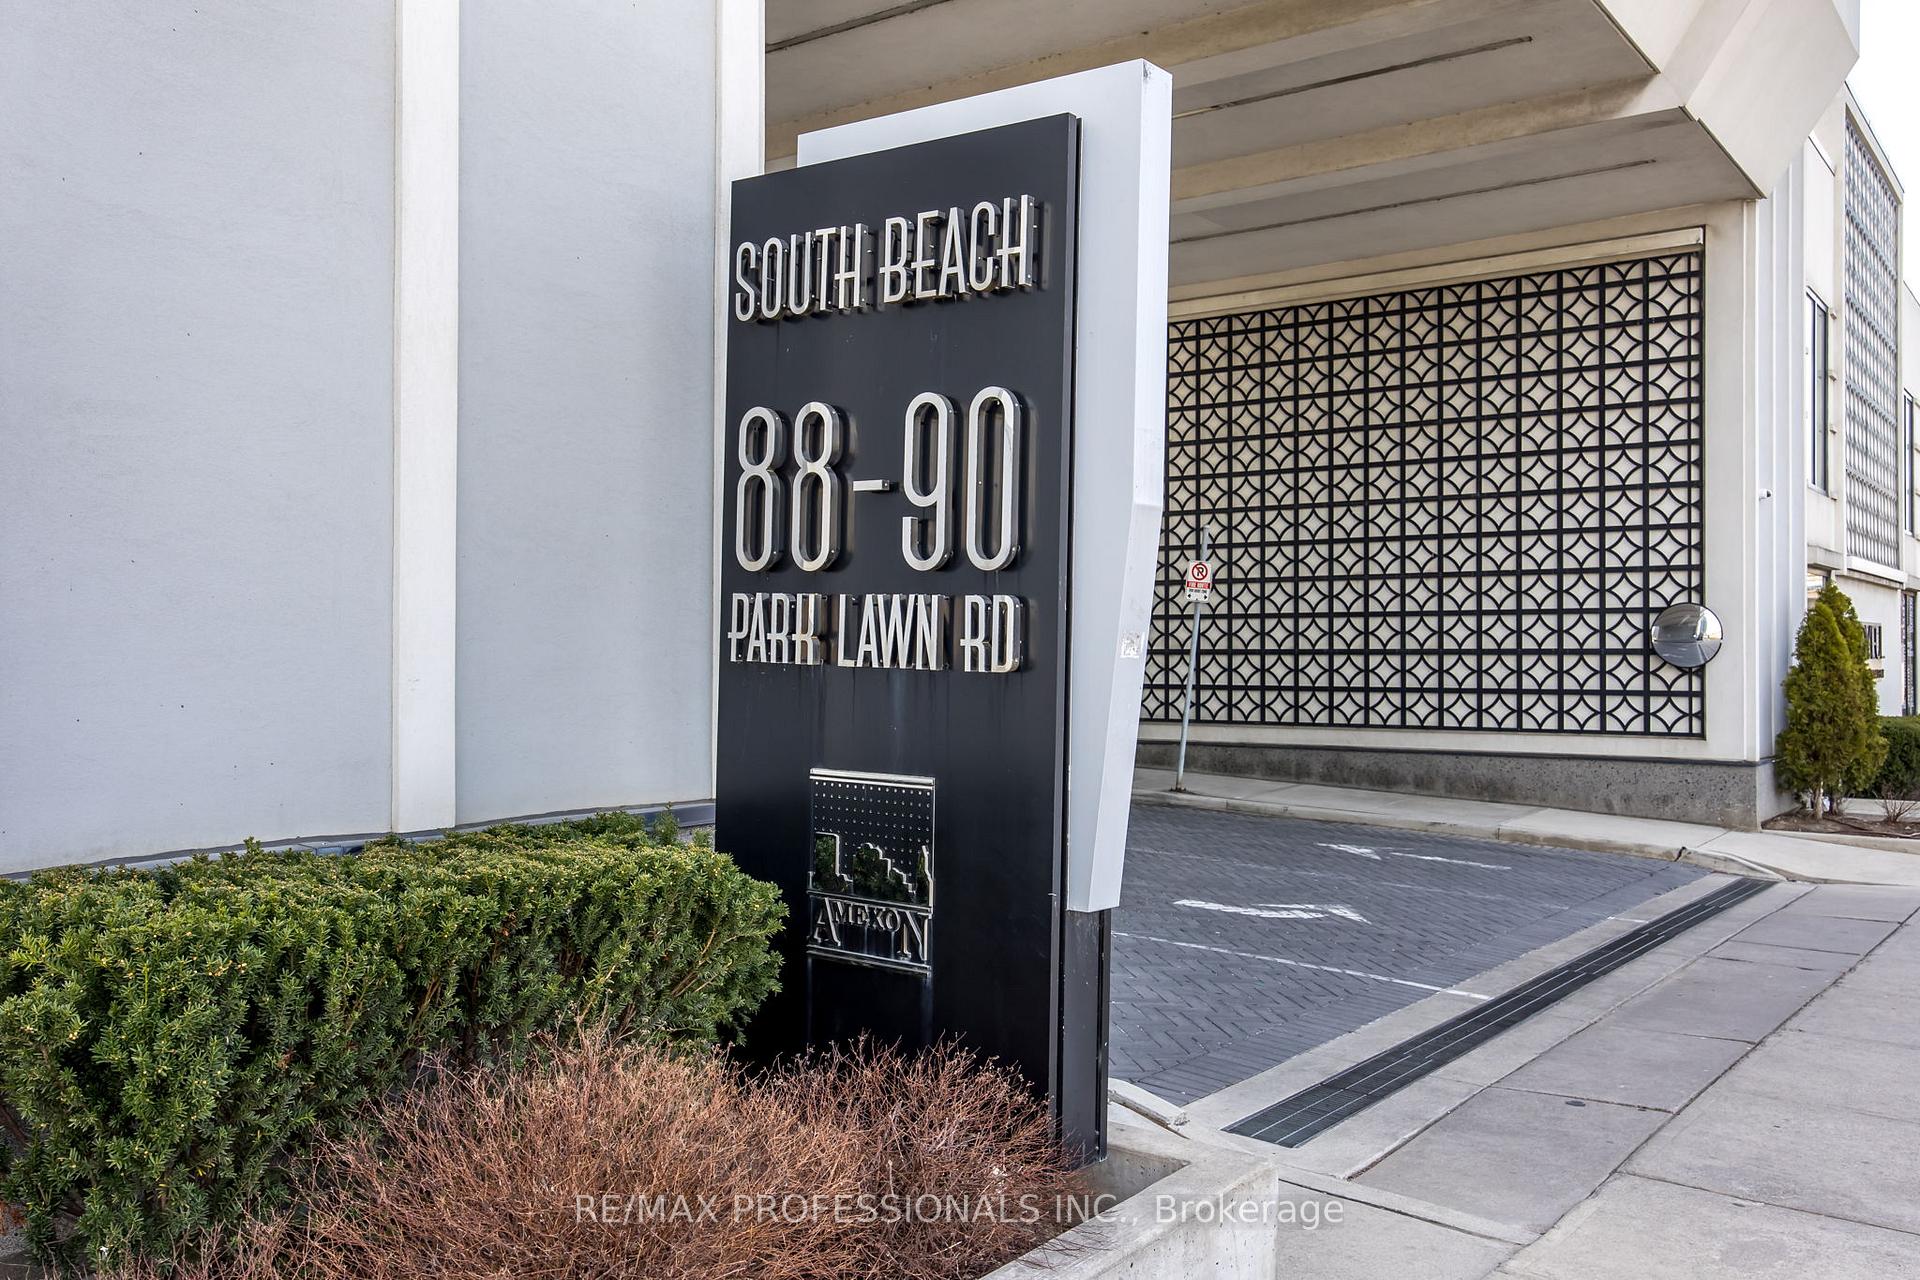 SOUTH BEACH
88-90
PARK LAWN RD
AMEXON
RE/MAX PROFESSIONALS INC., Brokerage